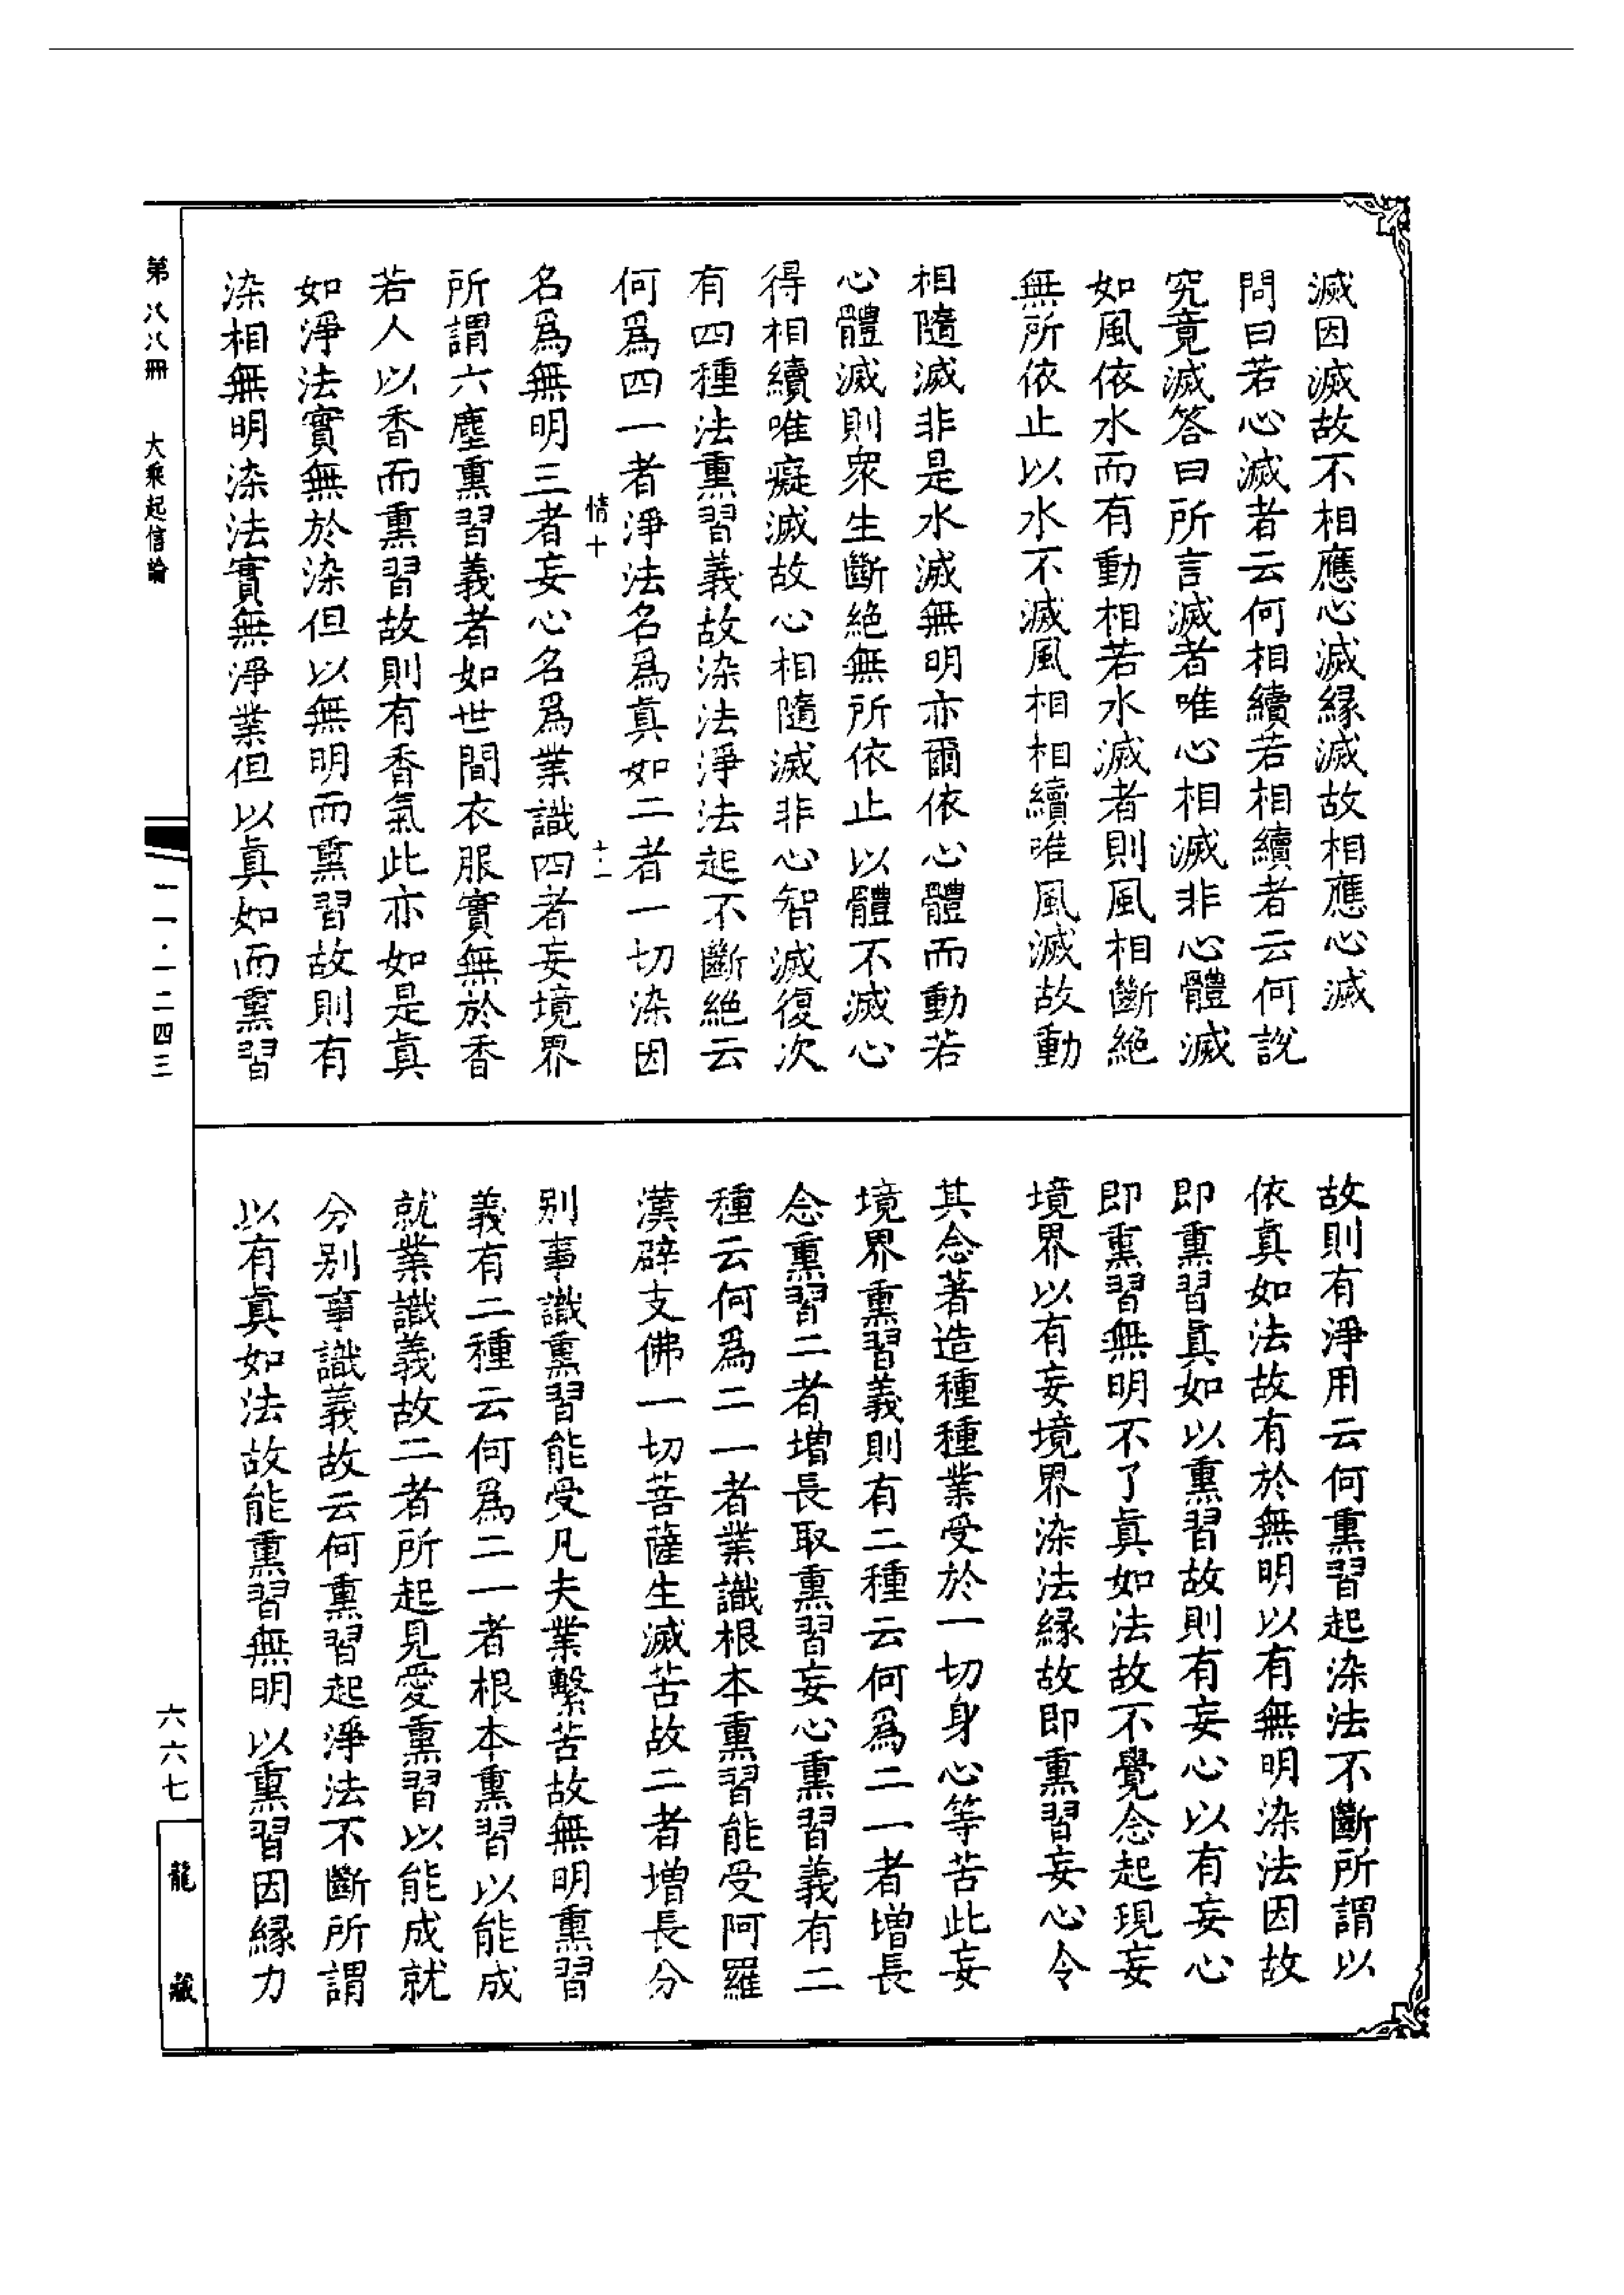 滅因滅故不相應心滅緣滅故相應心滅
問曰若心滅者云何相續若相續者云何說
究竟滅答曰所言滅者唯心相滅非心體滅
如風依水而有動相若水滅者則風相斷絕
無所依止以水不滅風相相續唯風滅故動
相隨滅非是水滅無明亦爾依心體而動若
心體滅則衆生斷絕無所依止以體不滅心
得相續唯癡滅故心相隨滅非心智滅復次
有四種法熏習義故染法淨法起不斷絕云
何爲四一者淨法名爲眞如二者一切染因
情十 十二
名爲無明三者妄心名爲業識四者妄境界
所謂六塵熏習義者如世間衣服實無於香
若人以香而熏習故則有香氣此亦如是眞
如淨法實無於染但以無明而熏習故則有
染相無明染法實無淨業但以眞如而熏習
故則有淨用云何熏習起染法不斷所謂以
依眞如法故有於無明以有無明染法因故
即熏習眞如以熏習故則有妄心以有妄心
即熏習無明不了眞如法故不覺念起現妄
境界以有妄境界染法緣故即熏習妄心令
其念著造種種業受於一切身心等苦此妄
境界熏習義則有二種云何爲二一者增長
念熏習二者增長取熏習妄心熏習義有二
種云何爲二一者業識根本熏習能受阿羅
漢辟支佛一切菩薩生滅苦故二者增長分
別事識熏習能受凡夫業繫苦故無明熏習
義有二種云何爲二一者根本熏習以能成
就業識義故二者所起見愛熏習以能成就
分別事識義故云何熏習起淨法不斷所謂
以有眞如法故能熏習無明以熏習因緣力
第八八冊 大乘起信論
一一·一二四三
六六七
龍藏